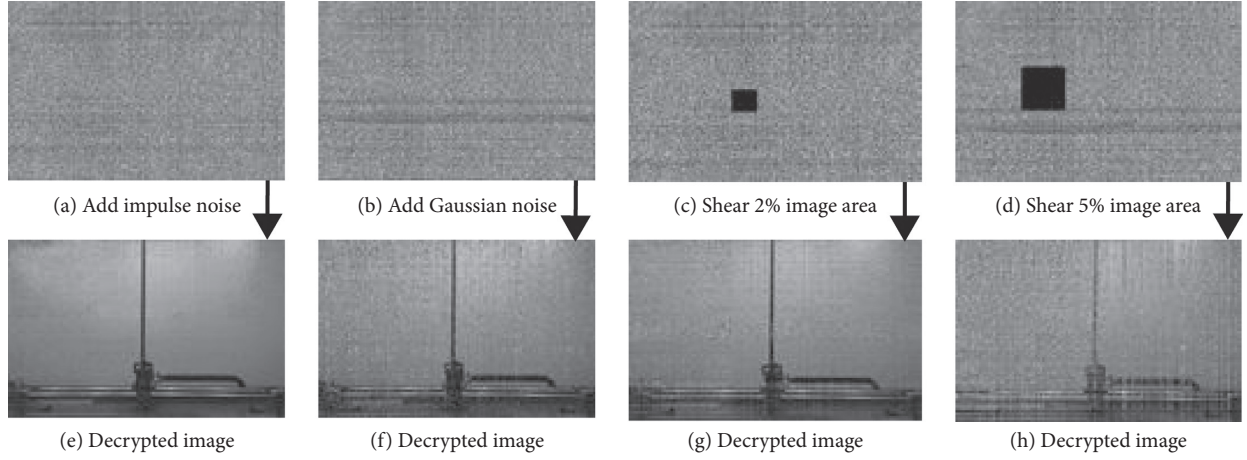 (a) Add impulse noise
(b) Add Gaussian noise
(c) Shear 2% image area
(d) Shear 5% image area
(e) Decrypted image
(f) Decrypted image
(g) Decrypted image
(h) Decrypted image